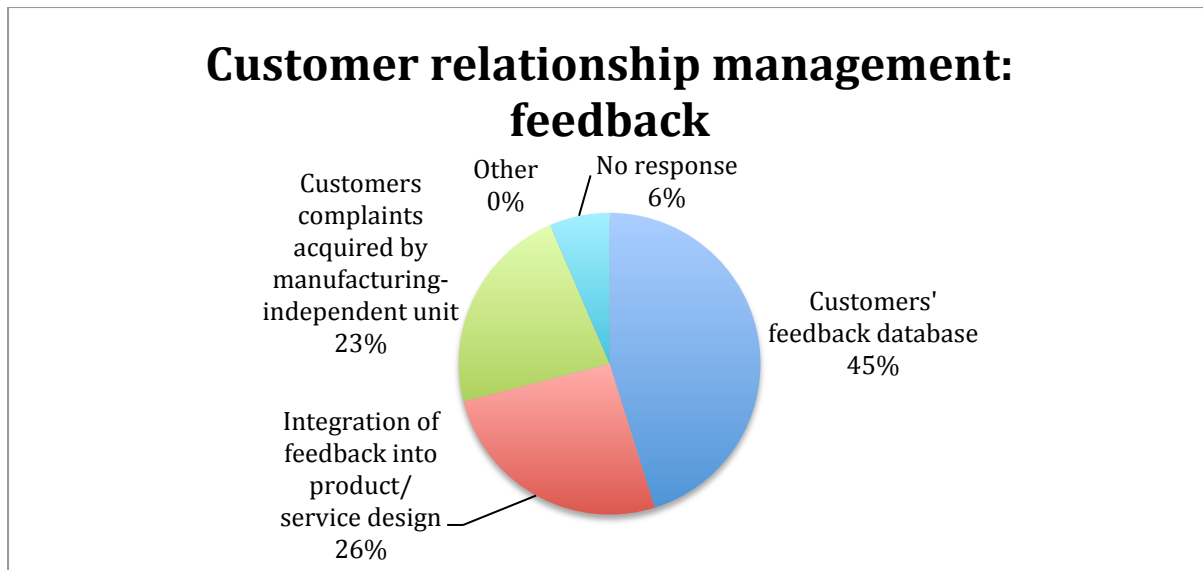 Customer relationship management:
feedback
Other
0%
No response
6%
Customers
complaints
acquired by
manufacturing-
independent unit
23%
Customers'
feedback database
45%
Integration of
feedback into
product/
service design
26%